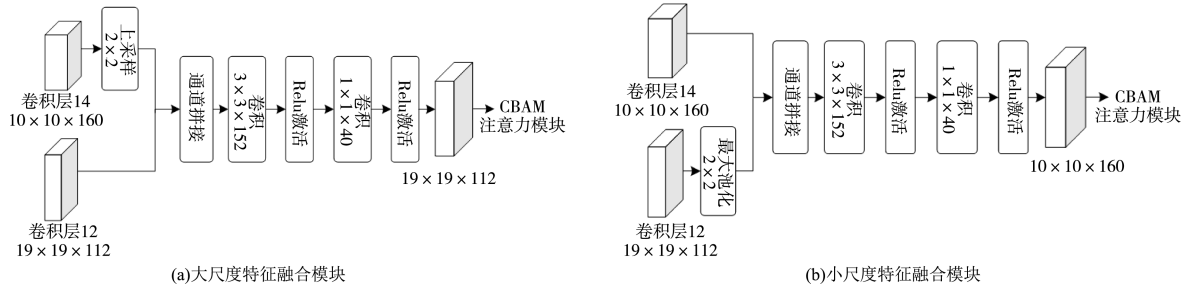 上采样
2×2
卷积层14
10×10×160
卷积层12
19×19×112
通道拼接
卷积
3×3×152
Relu激活
卷积
1×1×40
Relu激活
19×19×112
CBAM
注意力模块
(a)大尺度特征融合模块
卷积层14
10×10×160
最大池化
2×2
卷积层12
19×19×112
通道拼接
卷积
3×3×152
Relu激活
卷积
1×1×40
Relu激活
10×10×160
CBAM
注意力模块
(b)小尺度特征融合模块